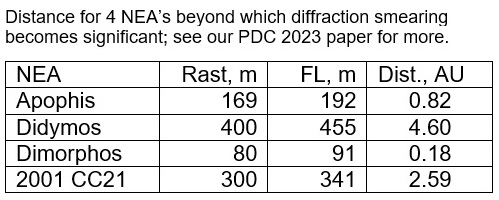 Distance for 4 NEA’s beyond which diffraction smearing
becomes significant; see our PDC 2023 paper for more.
NEA Rast, m FL, m Dist., AU
Apophis 169 192 0.82
Didymos 400 455 4.60
Dimorphos 80 91 0.18
2001 CC21 300 341 2.59